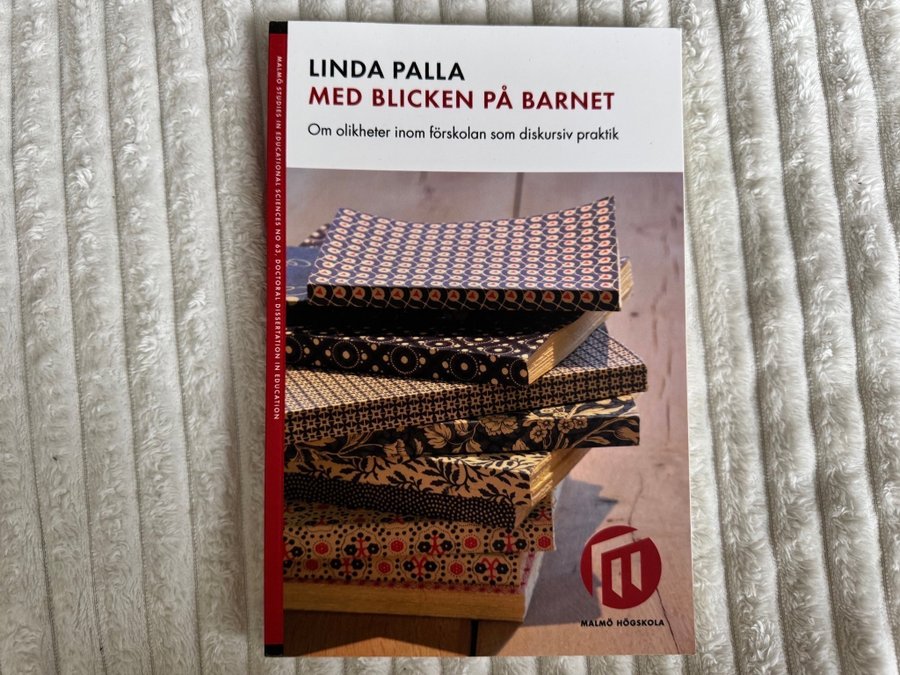 LINDA PALLA
MED BLICKEN PÅ BARNET
Om olikheter inom förskolan som diskursiv praktik
MALMÖ STUDIES IN EDUCATIONAL SCIENCES NO 63, DOCTORAL DISSERTATION IN EDUCATION
MALMÖ HÖGSKOLA